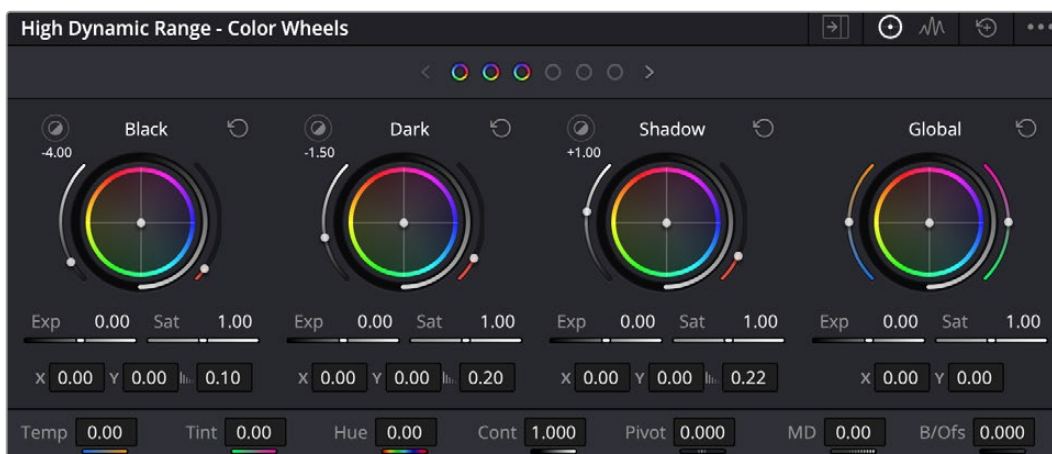 High Dynamic Range - Color Wheels
Black Dark Shadow Global
-4.00 -1.50 +1.00
Exp 0.00 Sat 1.00 Exp 0.00 Sat 1.00 Exp 0.00 Sat 1.00 Exp 0.00 Sat 1.00
X 0.00 Y 0.00 0.10 X 0.00 Y 0.00 0.20 X 0.00 Y 0.00 0.22 X 0.00 Y 0.00
Temp 0.00 Tint 0.00 Hue 0.00 Cont 1.000 Pivot 0.000 MD 0.00 B/Ofs 0.000